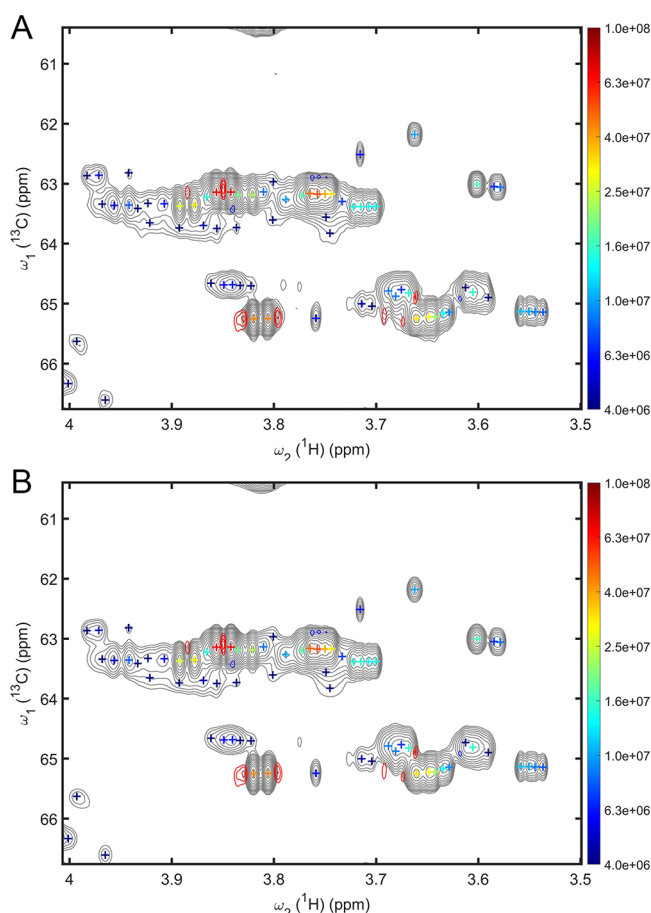 A
61
62
63
64
65
66
ω1 (13C) (ppm)
4
3.9
3.8
3.7
3.6
3.5
ω2 (1H) (ppm)
1.0e+08
6.3e+07
4.0e+07
2.5e+07
1.6e+07
1.0e+07
6.3e+06
4.0e+06
B
61
62
63
64
65
66
ω1 (13C) (ppm)
4
3.9
3.8
3.7
3.6
3.5
ω2 (1H) (ppm)
1.0e+08
6.3e+07
4.0e+07
2.5e+07
1.6e+07
1.0e+07
6.3e+06
4.0e+06